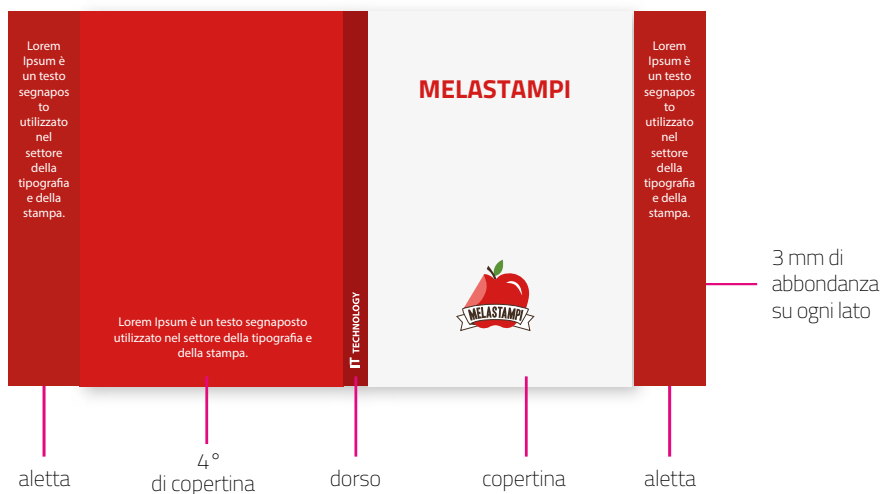 Lorem
Ipsum è
un testo
segnapos
to
utilizzato
nel
settore
della
tipografia
e della
stampa.
Lorem Ipsum è un testo segnaposto
utilizzato nel settore della tipografia e
della stampa.
IT TECHNOLOGY
MELASTAMPI
MELASTAMPI
Lorem
Ipsum è
un testo
segnapos
to
utilizzato
nel
settore
della
tipografia
e della
stampa.
3 mm di
abbondanza
su ogni lato
aletta
4°
di copertina
dorso
copertina
aletta